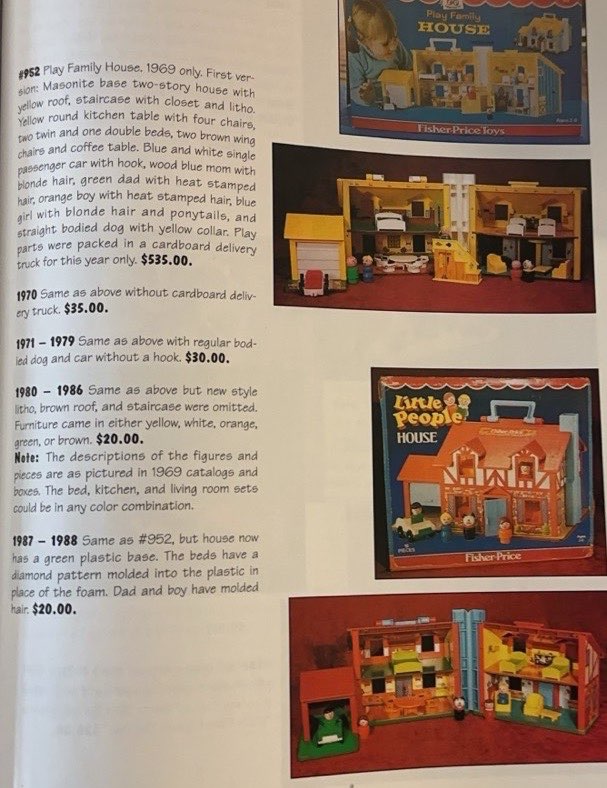 #952 Play Family House. 1969 only. First ver-
sion: Masonite base two-story house with
yellow roof, staircase with closet and litho.
Yellow round kitchen table with four chairs,
two twin and one double beds, two brown wing
chairs and coffee table. Blue and white single
passenger car with hook, wood blue mom with
blonde hair, green dad with heat stamped
hair, orange boy with heat stamped hair, blue
girl with blonde hair and ponytails, and
straight bodied dog with yellow collar. Play
parts were packed in a cardboard delivery
truck for this year only. $535.00.
1970 Same as above without cardboard deliv-
ery truck. $35.00.
1971 – 1979 Same as above with regular bod-
ied dog and car without a hook. $30.00.
1980 – 1986 Same as above but new style
litho, brown roof, and staircase were omitted.
Furniture came in either yellow, white, orange,
green, or brown. $20.00.
Note: The descriptions of the figures and
pieces are as pictured in 1969 catalogs and
boxes. The bed, kitchen, and living room sets
could be in any color combination.
1987 – 1988 Same as #952, but house now
has a green plastic base. The beds have a
diamond pattern molded into the plastic in
place of the foam. Dad and boy have molded
hair. $20.00.
Play Family
HOUSE
Fisher-Price Toys
Little
People
HOUSE
Fisher-Price